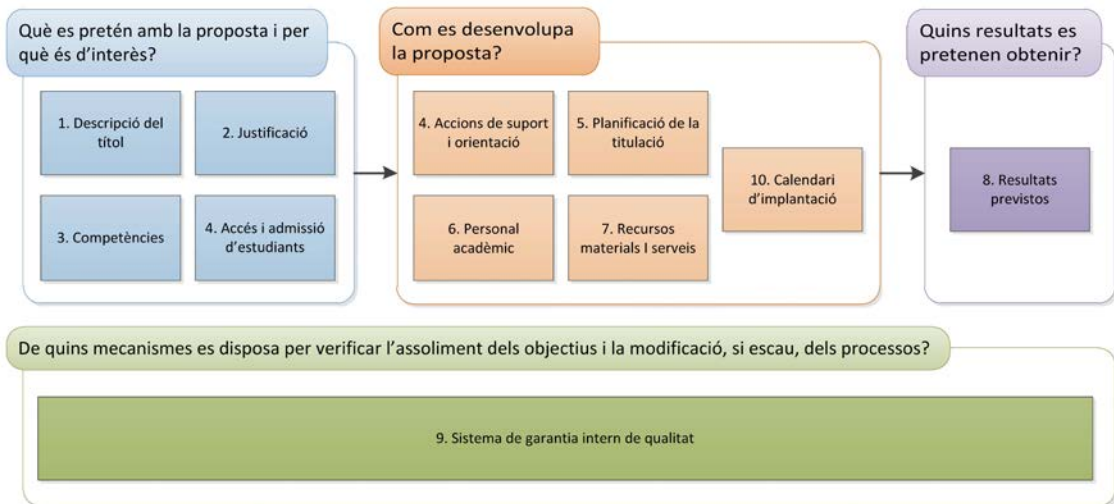 Què es pretén amb la proposta i per
què és d'interès?
1. Descripció del
títol
2. Justificació
3. Competències
4. Accés i admissió
d'estudiants
Com es desenvolupa
la proposta?
4. Accions de suport
i orientació
5. Planificació de la
titulació
6. Personal
acadèmic
7. Recursos
materials I serveis
10. Calendari
d'implantació
Quins resultats es
pretenen obtenir?
8. Resultats
previstos
De quins mecanismes es disposa per verificar l'assoliment dels objectius i la modificació, si escau, dels processos?
9. Sistema de garantia intern de qualitat